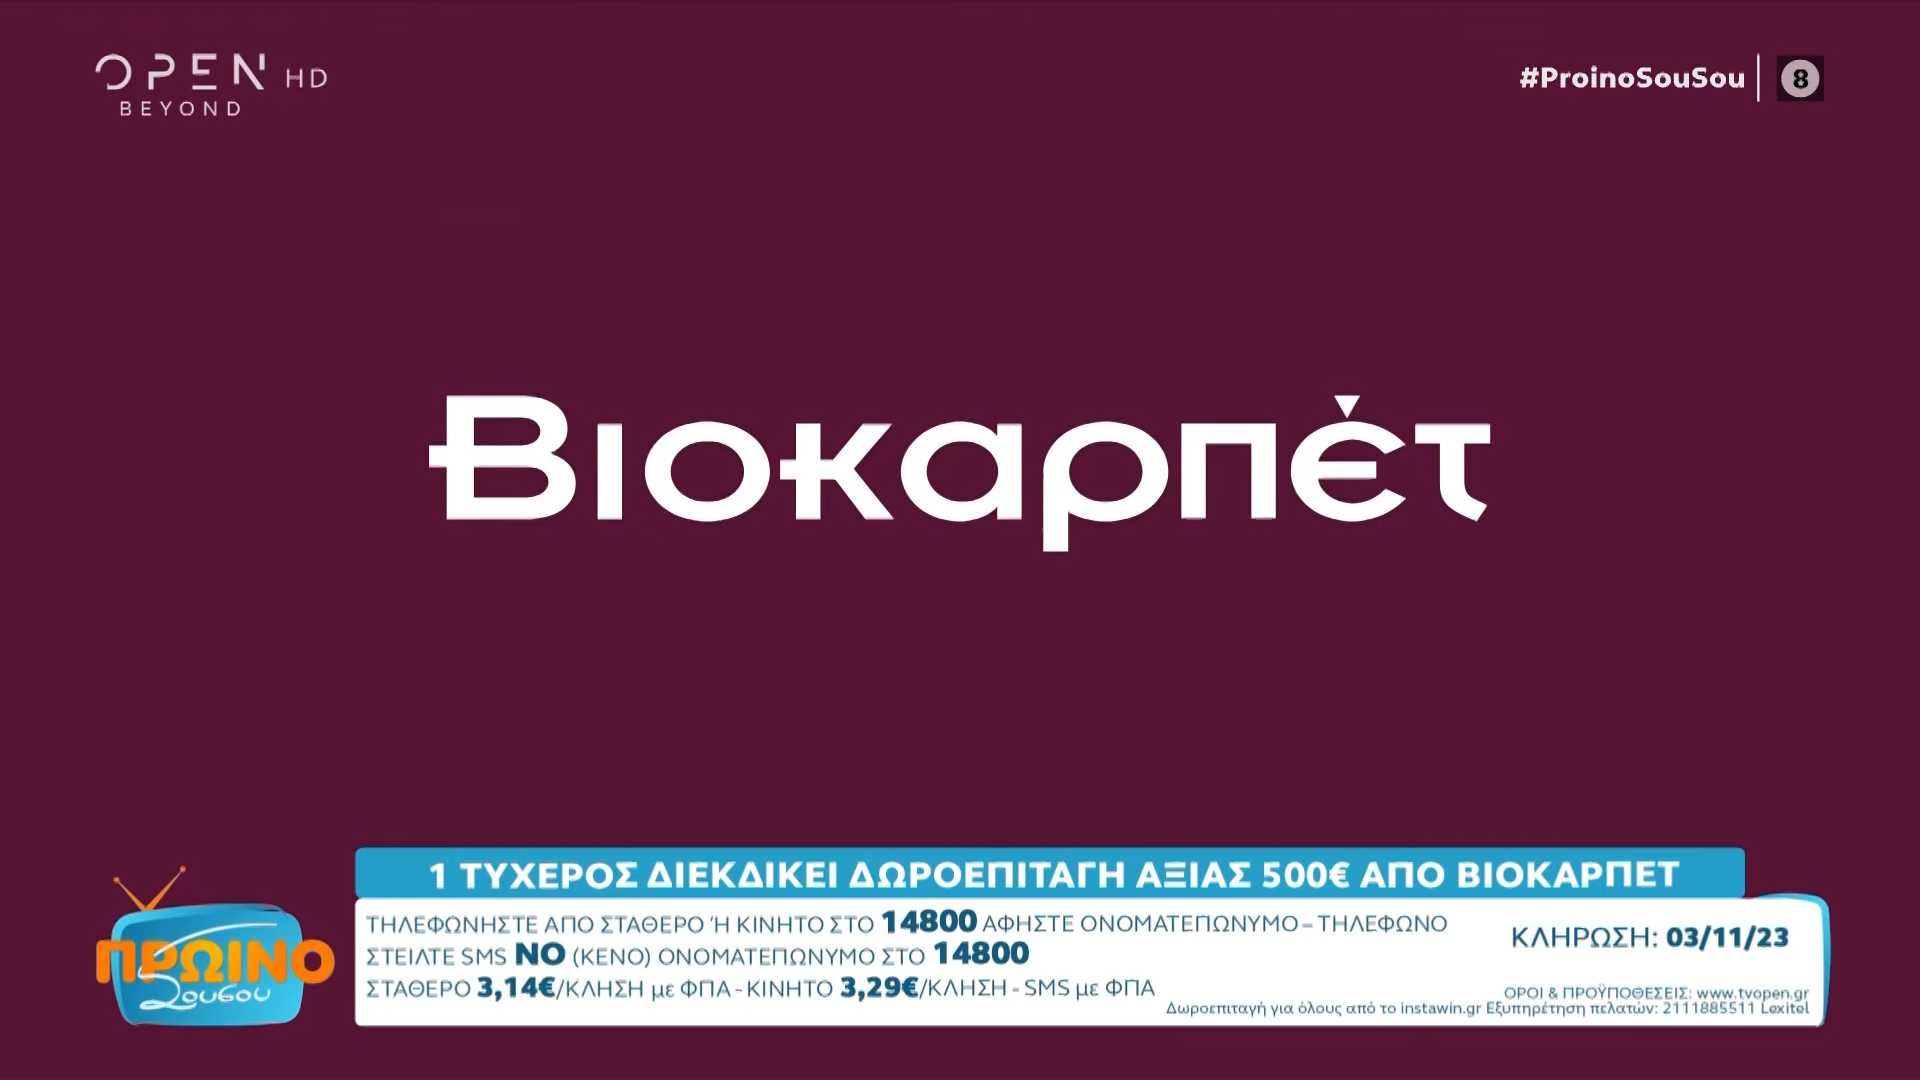 OPEN HD
BEYOND
#ProinoSouSou
8
Βιοκαρπέτ
1 ΤΥΧΕΡΟΣ ΔΙΕΚΔΙΚΕΙ ΔΩΡΟΕΠΙΤΑΓΗ ΑΞΙΑΣ 500€ ΑΠΟ ΒΙΟΚΑΡΠΕΤ
ΤΗΛΕΦΩΝΗΣΤΕ ΑΠΟ ΣΤΑΘΕΡΟ Ή ΚΙΝΗΤΟ ΣΤΟ 14800 ΑΦΗΣΤΕ ΟΝΟΜΑΤΕΠΩΝΥΜΟ – ΤΗΛΕΦΩΝΟ
ΣΤΕΙΛΤΕ SMS NO (ΚΕΝΟ) ΟΝΟΜΑΤΕΠΩΝΥΜΟ ΣΤΟ 14800
ΣΤΑΘΕΡΟ 3,14€/ΚΛΗΣΗ με ΦΠΑ - ΚΙΝΗΤΟ 3,29€/ΚΛΗΣΗ - SMS με ΦΠΑ
ΚΛΗΡΩΣΗ: 03/11/23
ΟΡΟΙ & ΠΡΟΫΠΟΘΕΣΕΙΣ: www.tvopen.gr
Δωροεπιταγή για όλους από το instawin.gr Εξυπηρέτηση πελατών: 2111885511 Lexitel
ΠΡΩΙΝΟ
Σουσου